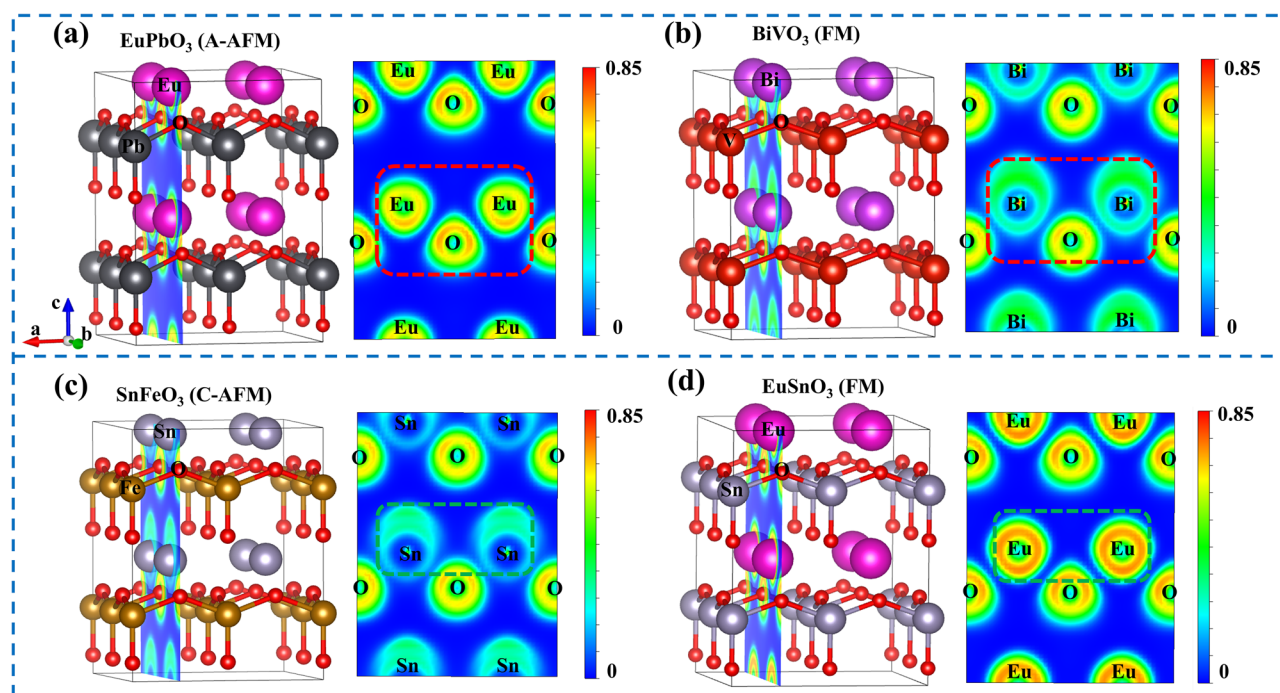 (a)
EuPbO₃ (A-AFM)
Eu
O
Pb
c
a
b
Eu Eu
O O O
Eu Eu
O O O
Eu Eu
0.85
0
(b)
BiVO₃ (FM)
Bi
O
V
Bi Bi
O O O
Bi Bi
O O O
Bi Bi
0.85
0
(c)
SnFeO₃ (C-AFM)
Sn
O
Fe
Sn Sn
O O O
Sn Sn
O O O
Sn Sn
0.85
0
(d)
EuSnO₃ (FM)
Eu
O
Sn
Eu Eu
O O O
Eu Eu
O O O
Eu Eu
0.85
0